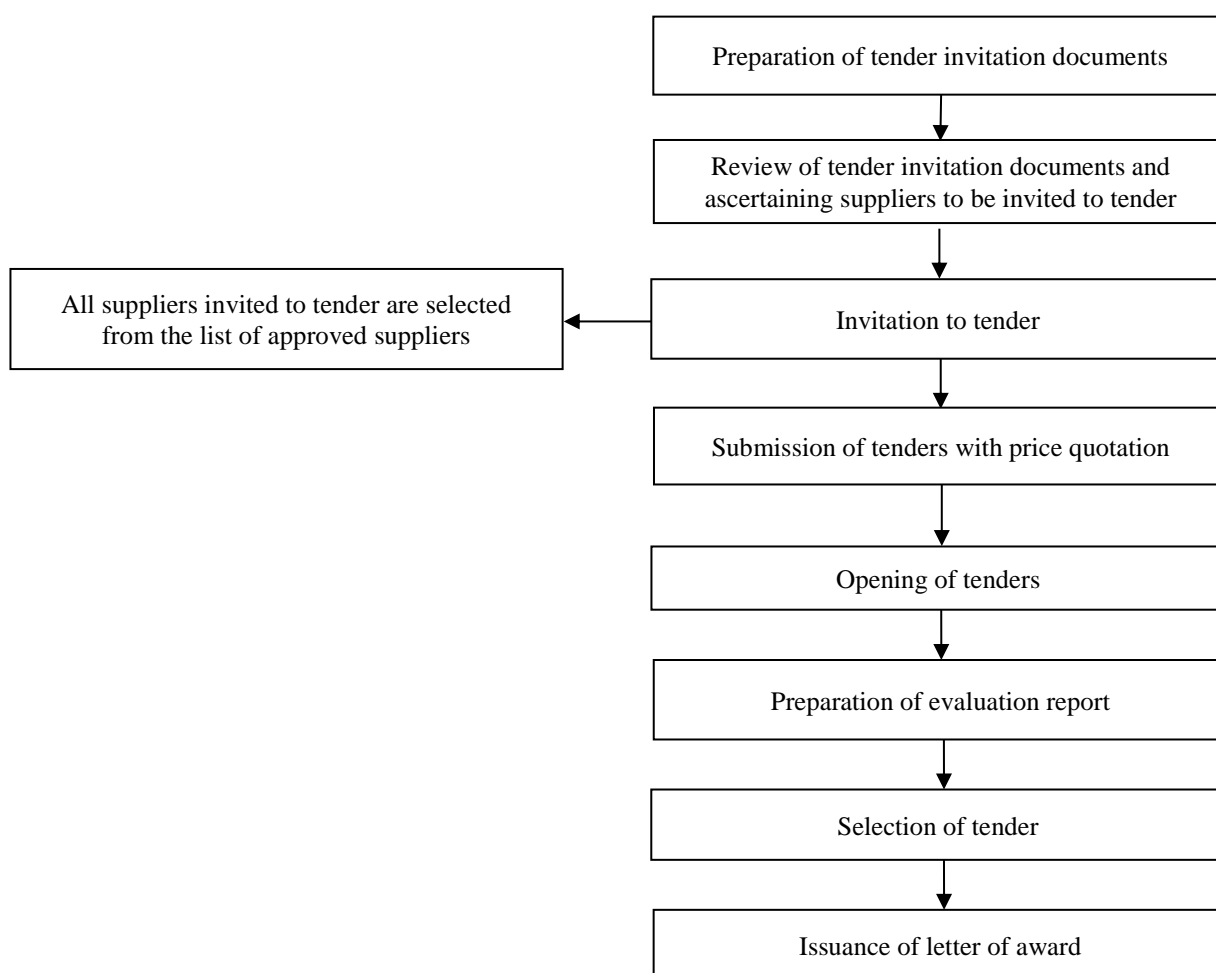 Preparation of tender invitation documents
Review of tender invitation documents and
ascertaining suppliers to be invited to tender
All suppliers invited to tender are selected
from the list of approved suppliers
Invitation to tender
Submission of tenders with price quotation
Opening of tenders
Preparation of evaluation report
Selection of tender
Issuance of letter of award